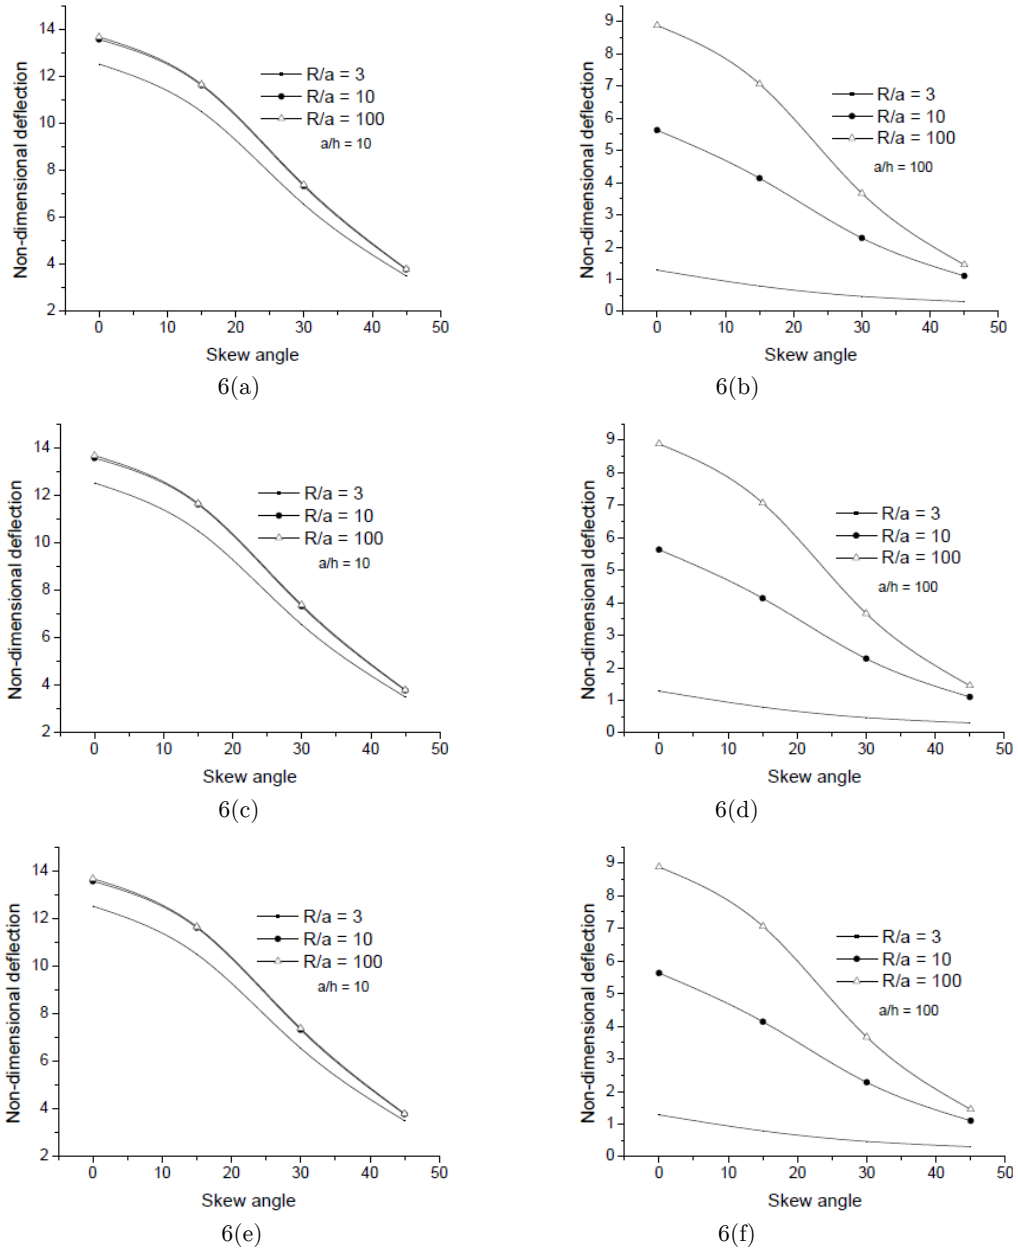 14
12
10
8
6
4
2
Non-dimensional deflection
R/a = 3
R/a = 10
R/a = 100
a/h = 10
0 10 20 30 40 50
Skew angle
6(a)
9
8
7
6
5
4
3
2
1
0
Non-dimensional deflection
R/a = 3
R/a = 10
R/a = 100
a/h = 100
0 10 20 30 40 50
Skew angle
6(b)
14
12
10
8
6
4
2
Non-dimensional deflection
R/a = 3
R/a = 10
R/a = 100
a/h = 10
0 10 20 30 40 50
Skew angle
6(c)
9
8
7
6
5
4
3
2
1
0
Non-dimensional deflection
R/a = 3
R/a = 10
R/a = 100
a/h = 100
0 10 20 30 40 50
Skew angle
6(d)
14
12
10
8
6
4
2
Non-dimensional deflection
R/a = 3
R/a = 10
R/a = 100
a/h = 10
0 10 20 30 40 50
Skew angle
6(e)
9
8
7
6
5
4
3
2
1
0
Non-dimensional deflection
R/a = 3
R/a = 10
R/a = 100
a/h = 100
0 10 20 30 40 50
Skew angle
6(f)